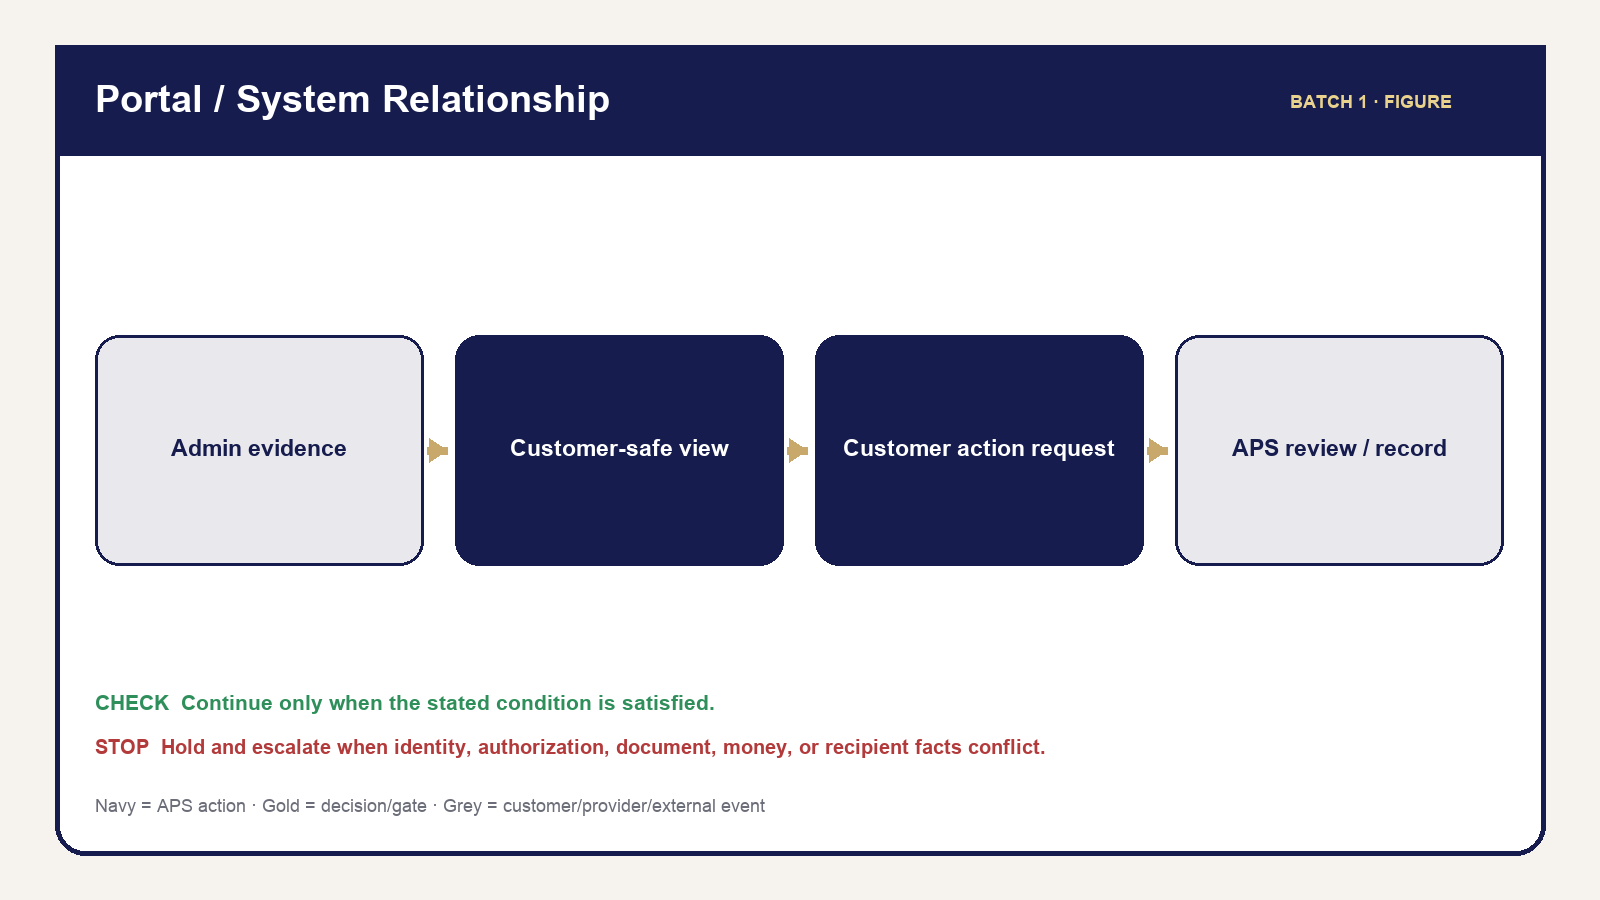 Portal / System Relationship
BATCH 1 · FIGURE
Admin evidence
Customer-safe view
Customer action request
APS review / record
CHECK  Continue only when the stated condition is satisfied.
STOP  Hold and escalate when identity, authorization, document, money, or recipient facts conflict.
Navy = APS action · Gold = decision/gate · Grey = customer/provider/external event